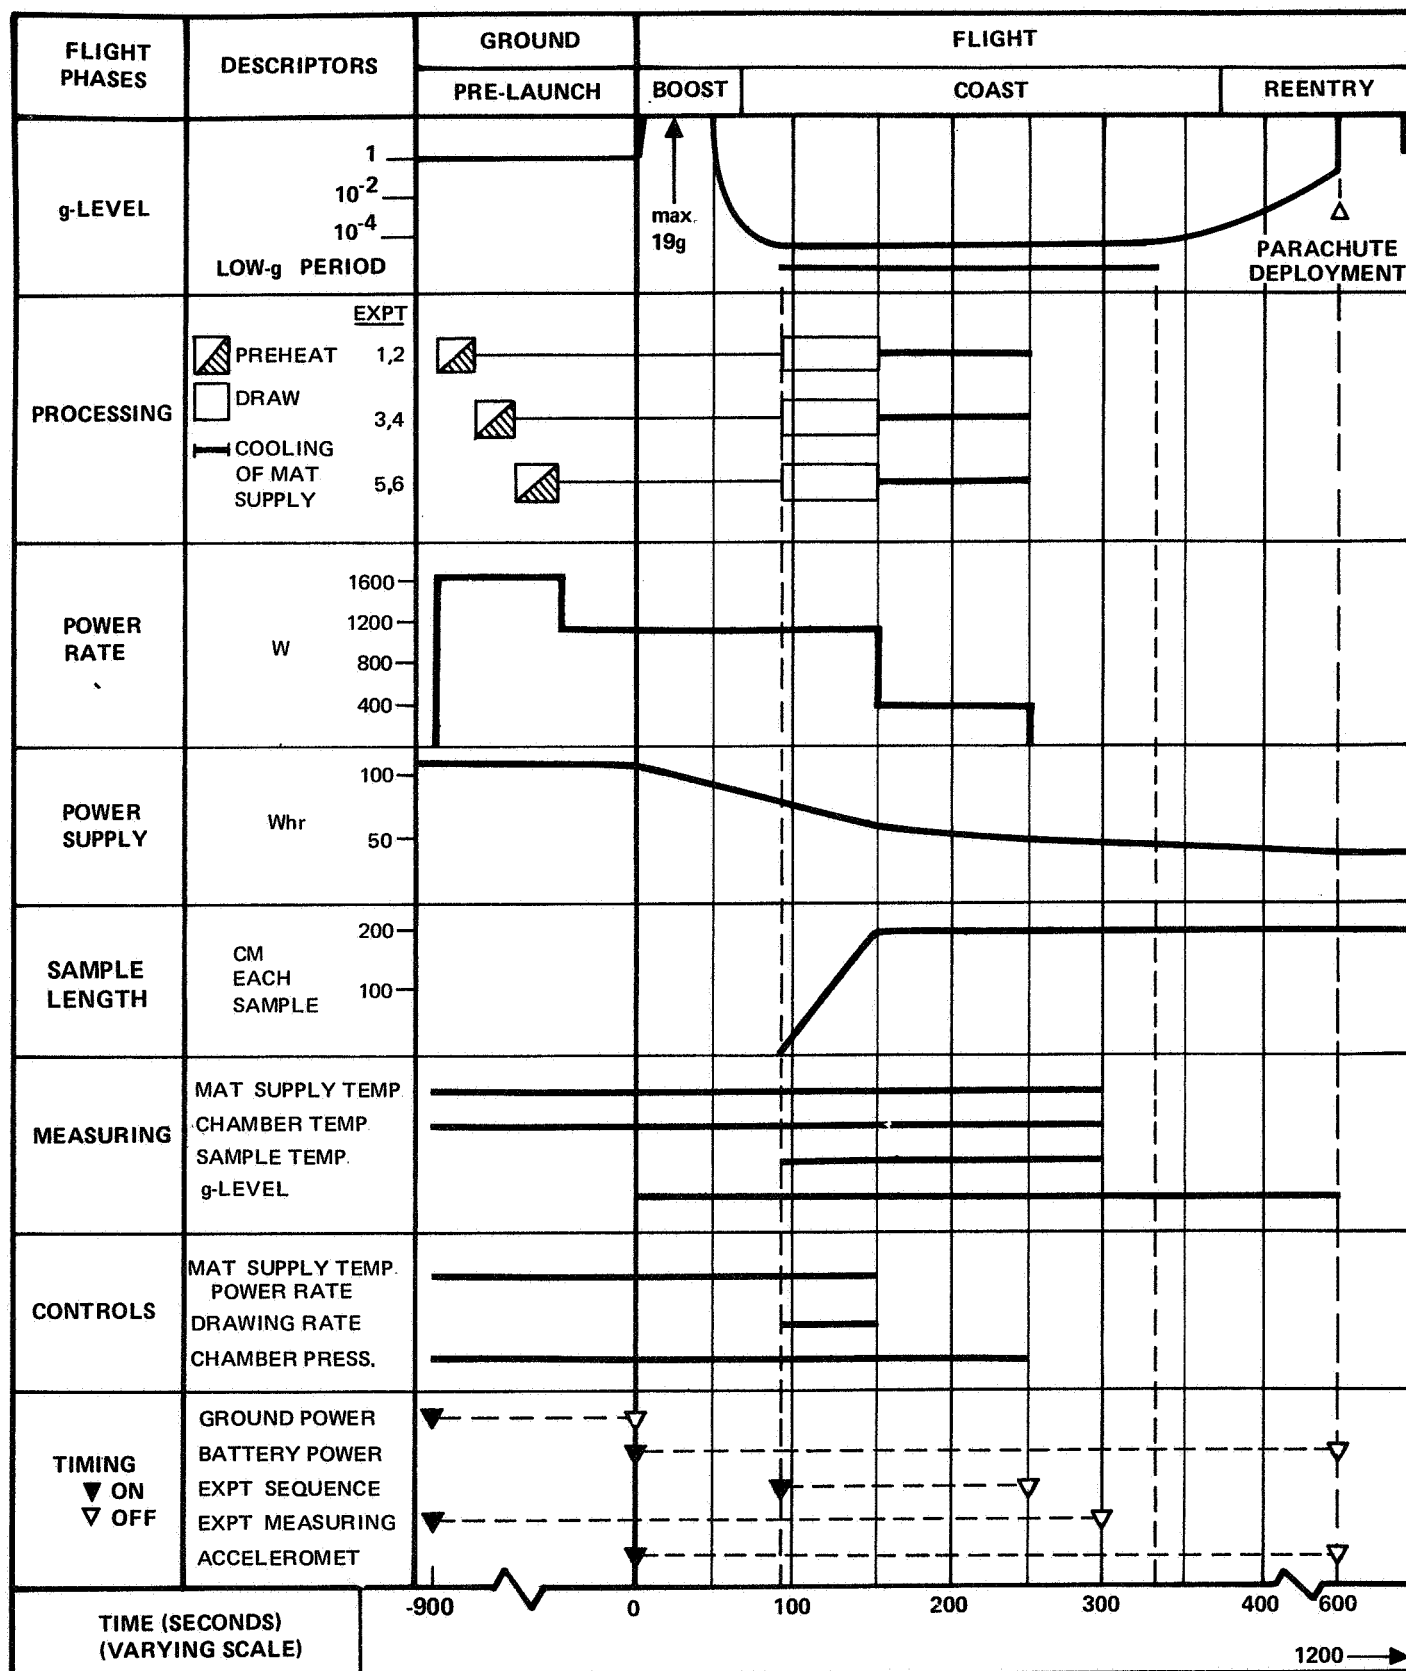 FLIGHT
PHASES
DESCRIPTORS
GROUND
FLIGHT
PRE-LAUNCH
BOOST
COAST
REENTRY
g-LEVEL
1
10-2
10-4
LOW-g PERIOD
max.
19g
PARACHUTE
DEPLOYMENT
PROCESSING
EXPT
PREHEAT 1,2
DRAW
3,4
COOLING
OF MAT
SUPPLY
5,6
POWER
RATE
W
1600
1200
800
400
POWER
SUPPLY
Whr
100
50
SAMPLE
LENGTH
CM
EACH
SAMPLE
200
100
MEASURING
MAT SUPPLY TEMP
CHAMBER TEMP
SAMPLE TEMP.
g-LEVEL
CONTROLS
MAT SUPPLY TEMP.
POWER RATE
DRAWING RATE
CHAMBER PRESS.
TIMING
ON
OFF
GROUND POWER
BATTERY POWER
EXPT SEQUENCE
EXPT MEASURING
ACCELEROMET
TIME (SECONDS)
(VARYING SCALE)
-900 0 100 200 300 400 600
1200